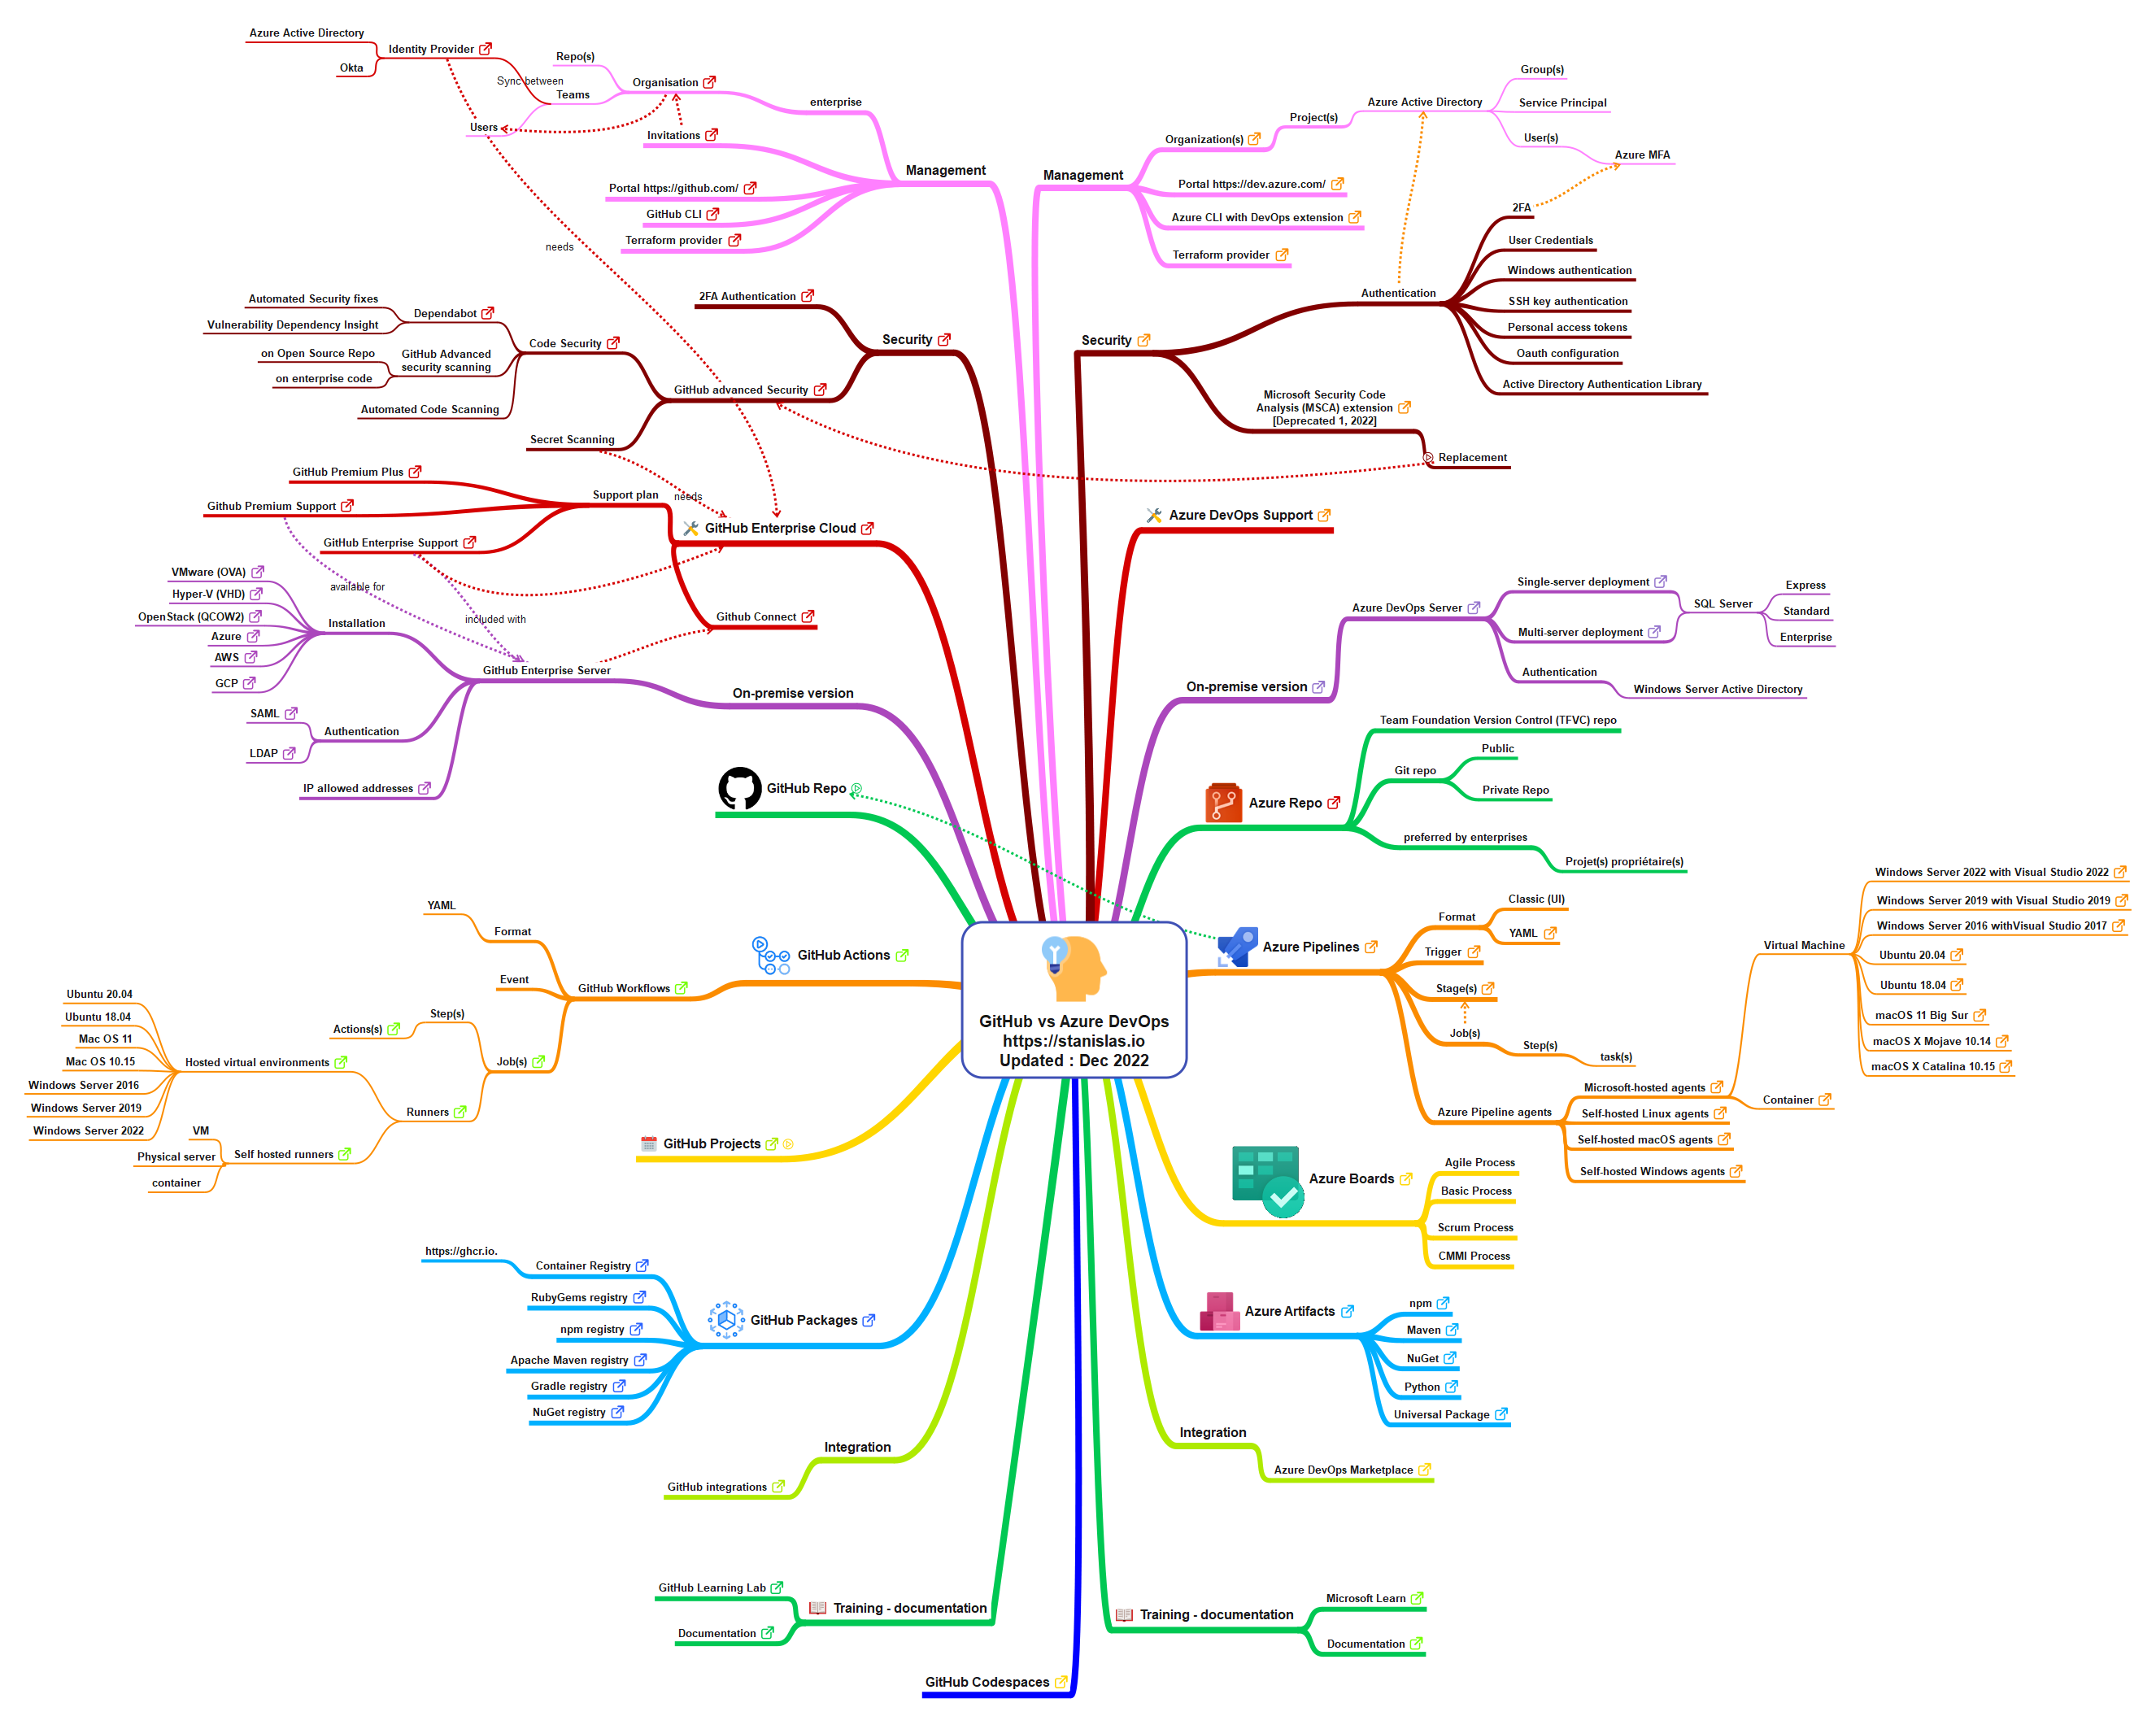 GitHub vs Azure DevOps
https://stanislas.io
Updated : Dec 2022
Management
enterprise
Organisation
Repo(s)
Teams
Sync between
Identity Provider
Azure Active Directory
Okta
Users
Invitations
Portal https://github.com/
GitHub CLI
Terraform provider
needs
Security
2FA Authentication
GitHub advanced Security
Code Security
Dependabot
Automated Security fixes
Vulnerability Dependency Insight
GitHub Advanced
security scanning
on Open Source Repo
on enterprise code
Automated Code Scanning
Secret Scanning
needs
GitHub Enterprise Cloud
Support plan
GitHub Premium Plus
Github Premium Support
GitHub Enterprise Support
Github Connect
available for
included with
On-premise version
GitHub Enterprise Server
Installation
VMware (OVA)
Hyper-V (VHD)
OpenStack (QCOW2)
Azure
AWS
GCP
Authentication
SAML
LDAP
IP allowed addresses
GitHub Repo
GitHub Actions
GitHub Workflows
Format
YAML
Event
Job(s)
Step(s)
Actions(s)
Runners
Hosted virtual environments
Ubuntu 20.04
Ubuntu 18.04
Mac OS 11
Mac OS 10.15
Windows Server 2016
Windows Server 2019
Windows Server 2022
Self hosted runners
VM
Physical server
container
GitHub Projects
GitHub Packages
Container Registry
https://ghcr.io.
RubyGems registry
npm registry
Apache Maven registry
Gradle registry
NuGet registry
Integration
GitHub integrations
Training - documentation
GitHub Learning Lab
Documentation
GitHub Codespaces
Management
Organization(s)
Project(s)
Azure Active Directory
Group(s)
Service Principal
User(s)
Azure MFA
Portal https://dev.azure.com/
Azure CLI with DevOps extension
Terraform provider
Security
Authentication
2FA
User Credentials
Windows authentication
SSH key authentication
Personal access tokens
Oauth configuration
Active Directory Authentication Library
Microsoft Security Code
Analysis (MSCA) extension
[Deprecated 1, 2022]
Replacement
Azure DevOps Support
On-premise version
Azure DevOps Server
Single-server deployment
Multi-server deployment
SQL Server
Express
Standard
Enterprise
Authentication
Windows Server Active Directory
Azure Repo
Team Foundation Version Control (TFVC) repo
Git repo
Public
Private Repo
preferred by enterprises
Projet(s) propriétaire(s)
Azure Pipelines
Format
Classic (UI)
YAML
Trigger
Stage(s)
Job(s)
Step(s)
task(s)
Azure Pipeline agents
Microsoft-hosted agents
Virtual Machine
Windows Server 2022 with Visual Studio 2022
Windows Server 2019 with Visual Studio 2019
Windows Server 2016 withVisual Studio 2017
Ubuntu 20.04
Ubuntu 18.04
macOS 11 Big Sur
macOS X Mojave 10.14
macOS X Catalina 10.15
Container
Self-hosted Linux agents
Self-hosted macOS agents
Self-hosted Windows agents
Azure Boards
Agile Process
Basic Process
Scrum Process
CMMI Process
Azure Artifacts
npm
Maven
NuGet
Python
Universal Package
Integration
Azure DevOps Marketplace
Training - documentation
Microsoft Learn
Documentation